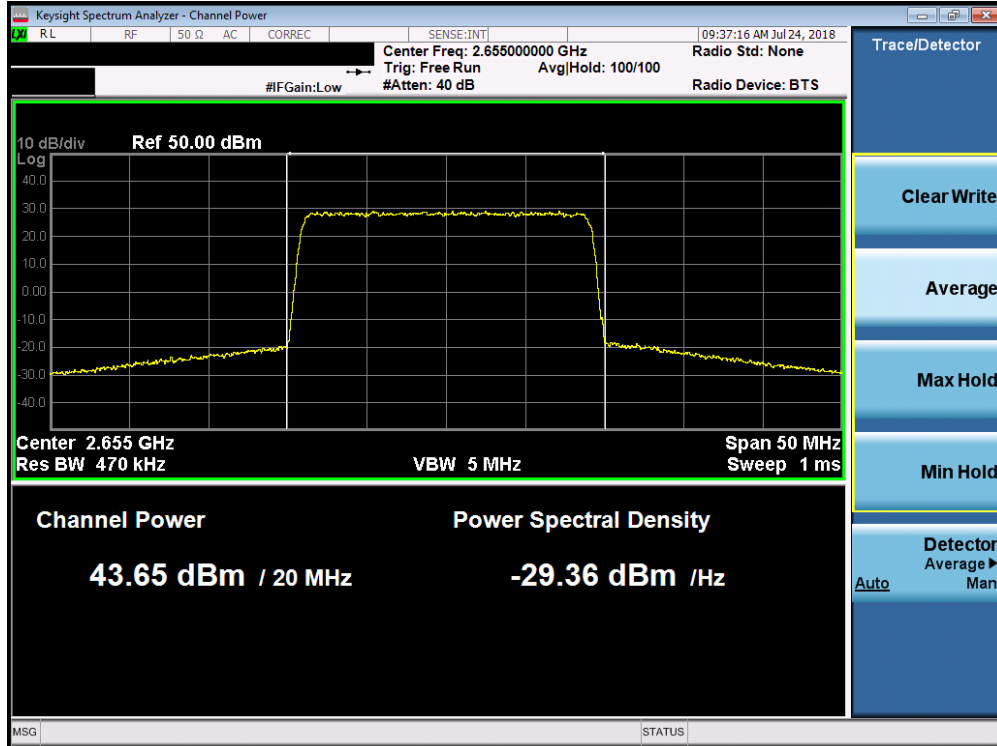 Keysight Spectrum Analyzer - Channel Power
LXI RL RF 50 Ω AC CORREC SENSE:INT 09:37:16 AM Jul 24, 2018
Center Freq: 2.655000000 GHz Radio Std: None
Trig: Free Run Avg|Hold: 100/100
#IFGain:Low #Atten: 40 dB Radio Device: BTS
Trace/Detector
10 dB/div Ref 50.00 dBm
Log
40.0
30.0
20.0
10.0
0.00
-10.0
-20.0
-30.0
-40.0
Center 2.655 GHz Span 50 MHz
Res BW 470 kHz VBW 5 MHz Sweep 1 ms
Channel Power Power Spectral Density
43.65 dBm / 20 MHz -29.36 dBm /Hz
Clear Write
Average
Max Hold
Min Hold
Detector
Average
Auto Man
MSG STATUS